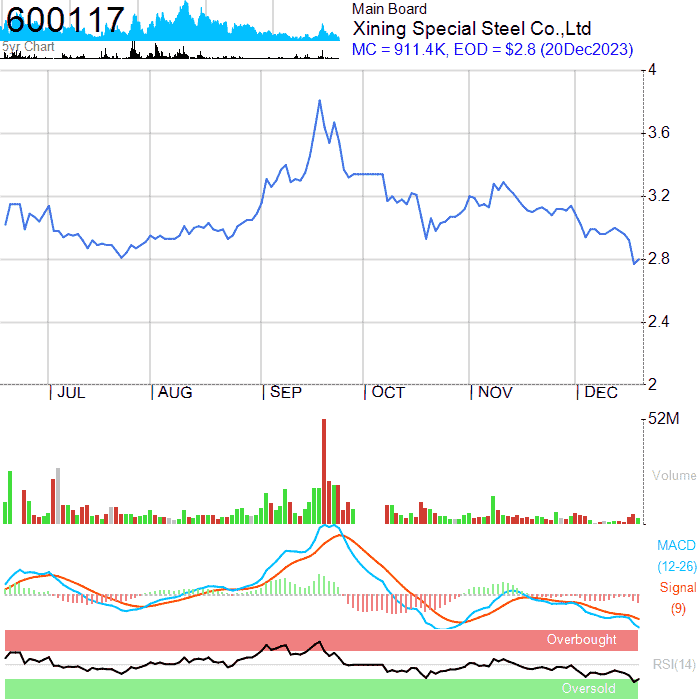 600117
5yr Chart
Main Board
Xining Special Steel Co.,Ltd
MC = 911.4K, EOD = $2.8 (20Dec2023)
4
3.6
3.2
2.8
2.4
2
JUL AUG SEP OCT NOV DEC
52M
Volume
MACD
(12-26)
Signal
(9)
Overbought
RSI(14)
Oversold